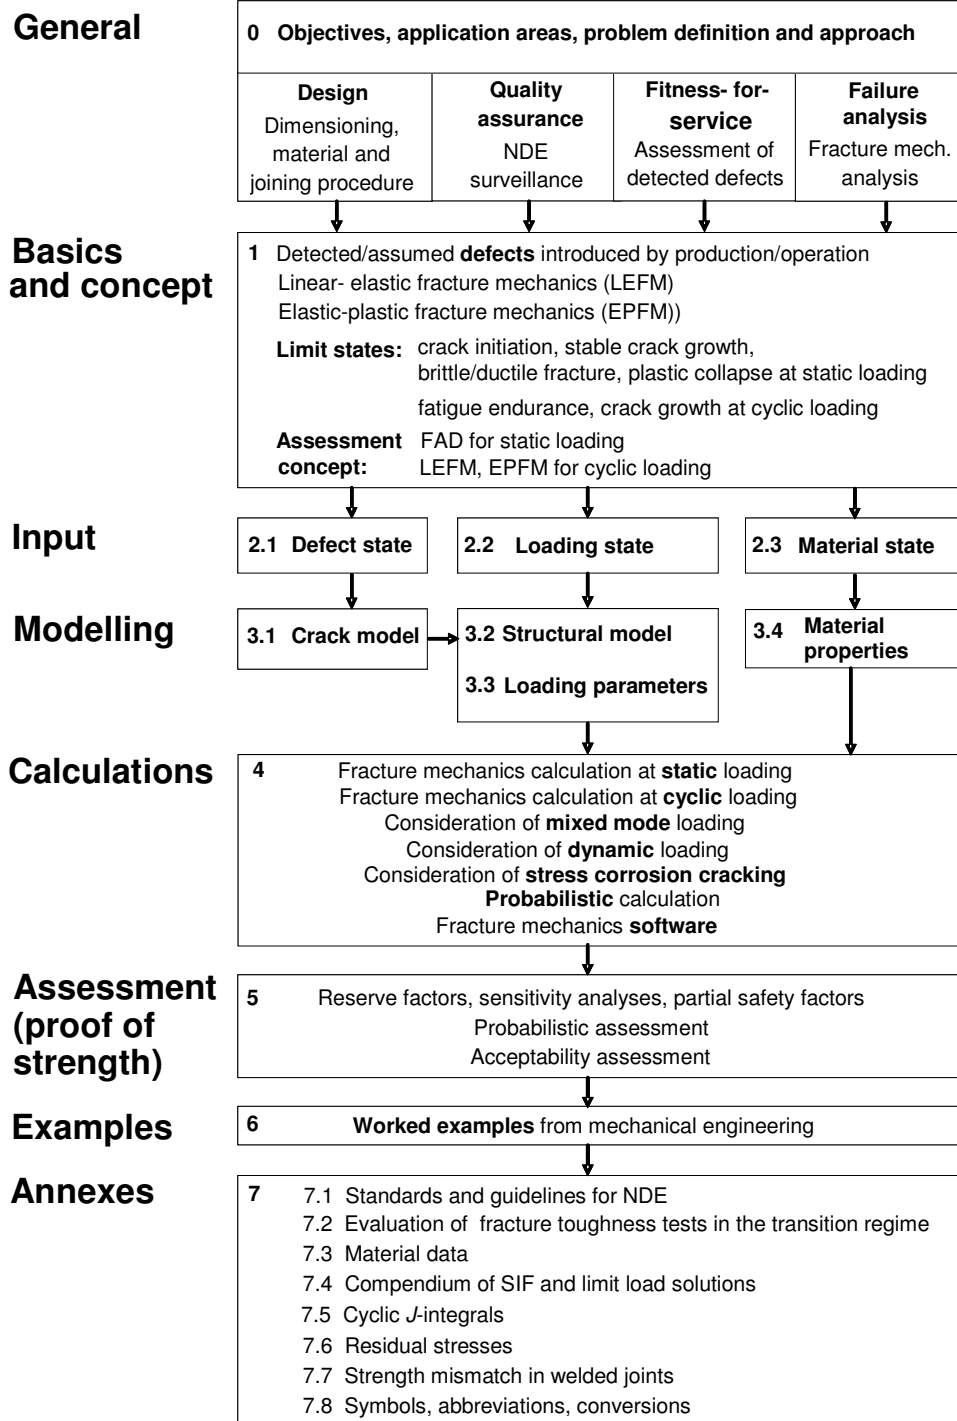 General
0 Objectives, application areas, problem definition and approach
Design
Dimensioning,
material and
joining procedure
Quality
assurance
NDE
surveillance
Fitness- for-
service
Assessment of
detected defects
Failure
analysis
Fracture mech.
analysis
Basics
and concept
1 Detected/assumed defects introduced by production/operation
Linear- elastic fracture mechanics (LEFM)
Elastic-plastic fracture mechanics (EPFM))
Limit states: crack initiation, stable crack growth,
brittle/ductile fracture, plastic collapse at static loading
fatigue endurance, crack growth at cyclic loading
Assessment FAD for static loading
concept: LEFM, EPFM for cyclic loading
Input
2.1 Defect state
2.2 Loading state
2.3 Material state
Modelling
3.1 Crack model
3.2 Structural model
3.3 Loading parameters
3.4 Material
properties
Calculations
4 Fracture mechanics calculation at static loading
Fracture mechanics calculation at cyclic loading
Consideration of mixed mode loading
Consideration of dynamic loading
Consideration of stress corrosion cracking
Probabilistic calculation
Fracture mechanics software
Assessment
(proof of
strength)
5 Reserve factors, sensitivity analyses, partial safety factors
Probabilistic assessment
Acceptability assessment
Examples
6 Worked examples from mechanical engineering
Annexes
7 7.1 Standards and guidelines for NDE
7.2 Evaluation of fracture toughness tests in the transition regime
7.3 Material data
7.4 Compendium of SIF and limit load solutions
7.5 Cyclic J-integrals
7.6 Residual stresses
7.7 Strength mismatch in welded joints
7.8 Symbols, abbreviations, conversions